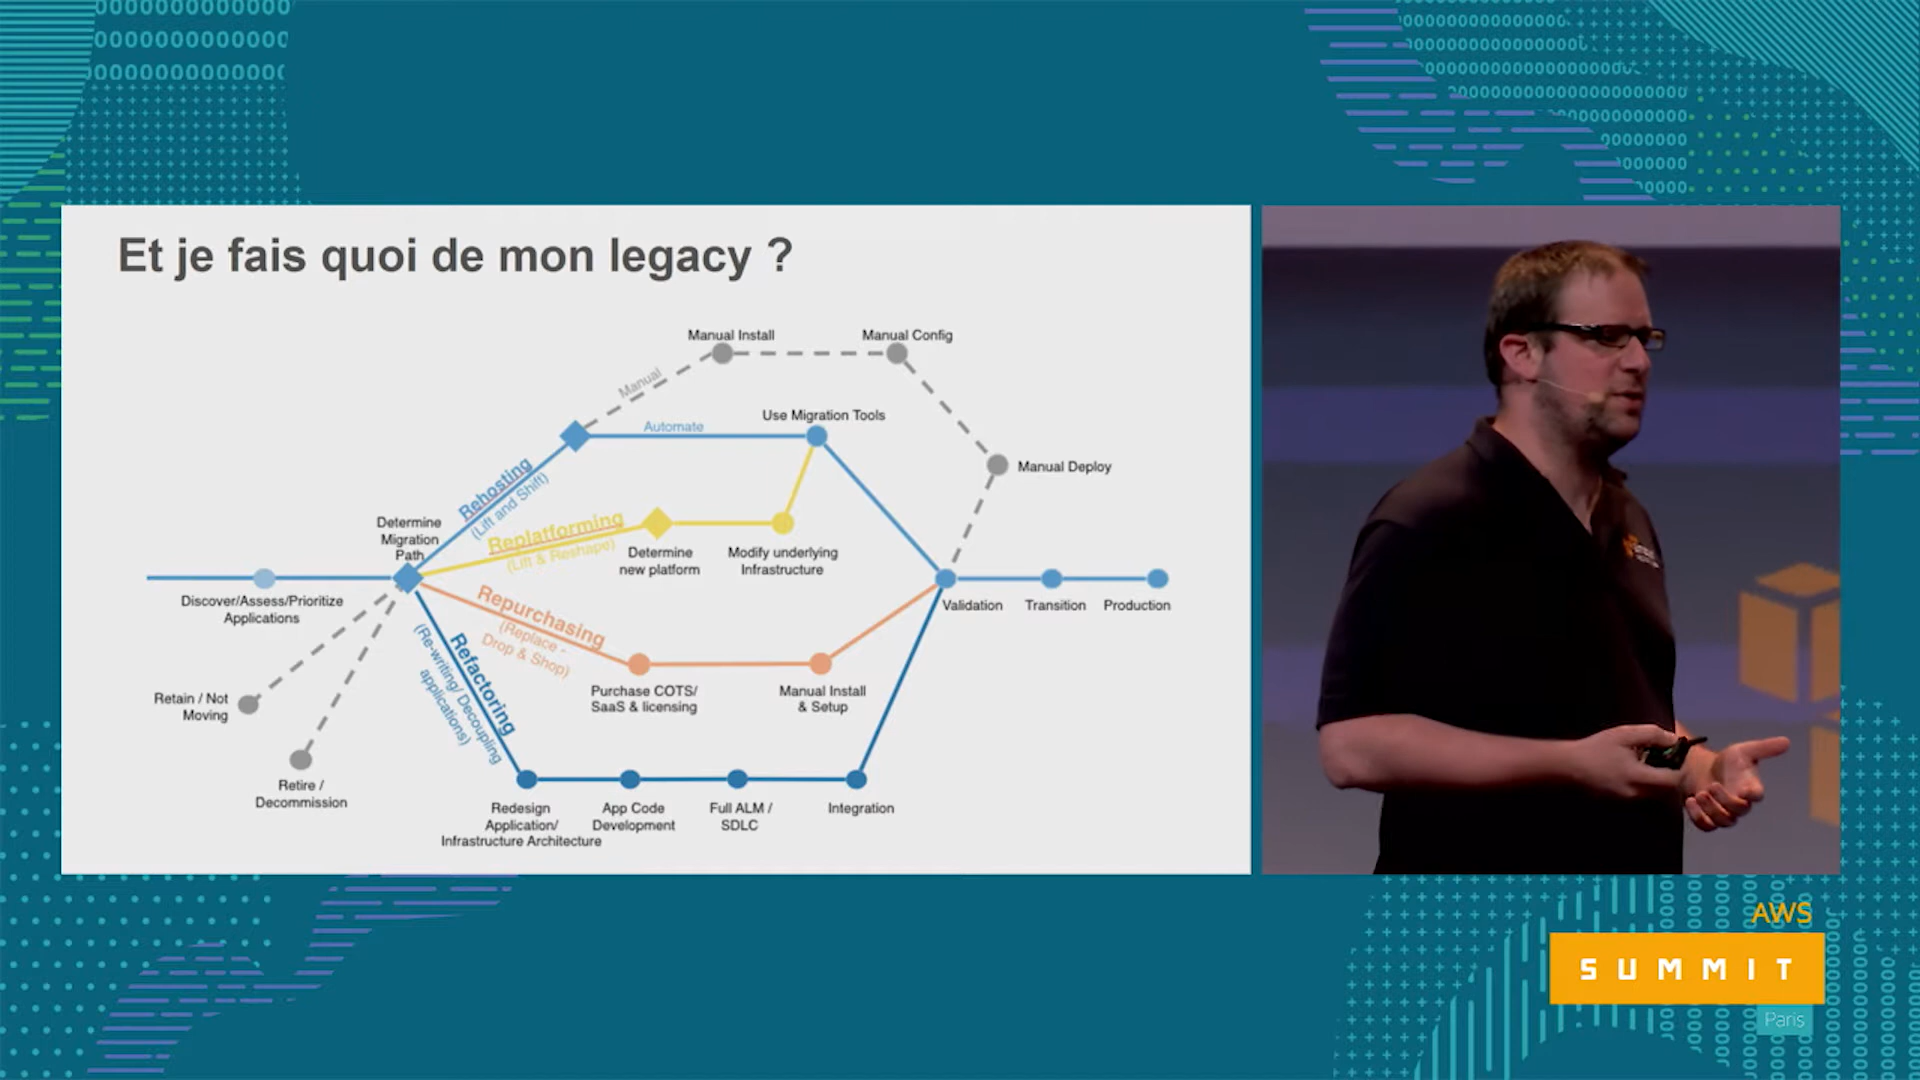 Et je fais quoi de mon legacy ?
Manual Install
Manual Config
Manual
Use Migration Tools
Automate
Manual Deploy
Rehosting
(Lift and Shift)
Determine
Migration
Path
Replatforming
(Lift & Reshape)
Determine
new platform
Modify underlying
Infrastructure
Discover/Assess/Prioritize
Applications
Repurchasing
(Replace -
Drop & Shop)
Validation
Transition
Production
Refactoring
(Re-writing/ Decoupling
applications)
Retain / Not
Moving
Purchase COTS/
SaaS & licensing
Manual Install
& Setup
Retire /
Decommission
Redesign
Application/
Infrastructure Architecture
App Code
Development
Full ALM /
SDLC
Integration
AWS
SUMMIT
Paris